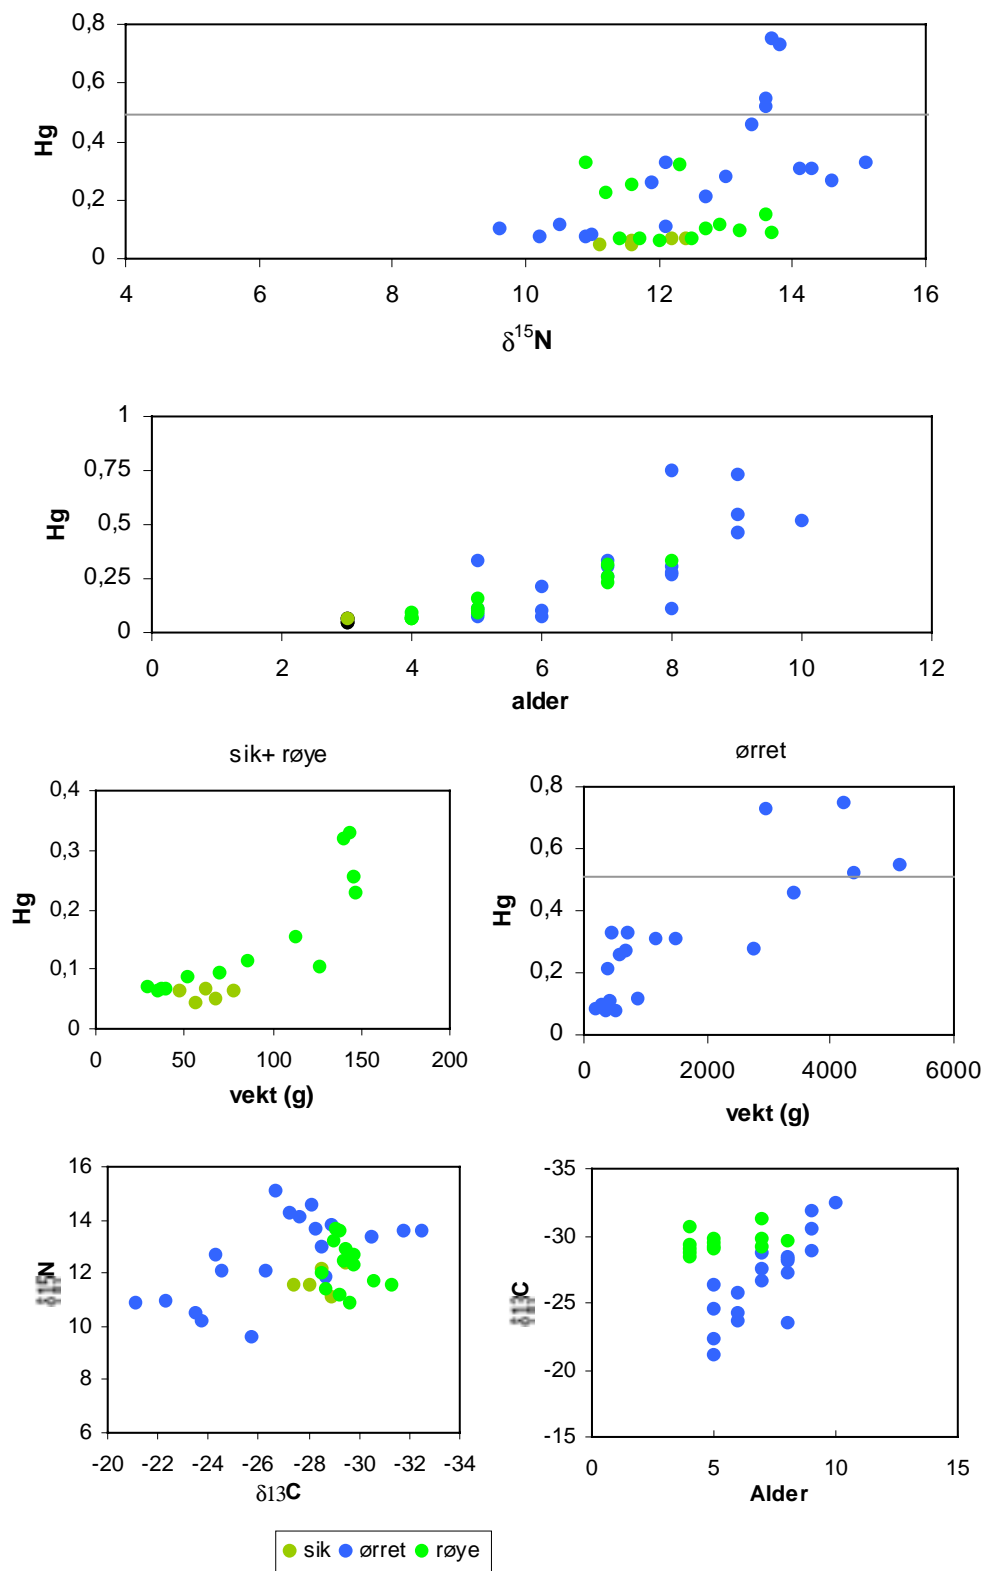 0,8
0,6
0,4
0,2
0
Hg
4 6 8 10 12 14 16
δ15N
1
0,75
0,5
0,25
0
Hg
0 2 4 6 8 10 12
alder
sik+ røye
0,4
0,3
0,2
0,1
0
Hg
0 50 100 150 200
vekt (g)
ørret
0,8
0,6
0,4
0,2
0
Hg
0 2000 4000 6000
vekt (g)
16
14
12
10
8
6
δ15N
-20 -22 -24 -26 -28 -30 -32 -34
δ13C
-35
-30
-25
-20
-15
δ13C
0 5 10 15
Alder
sik ørret røye